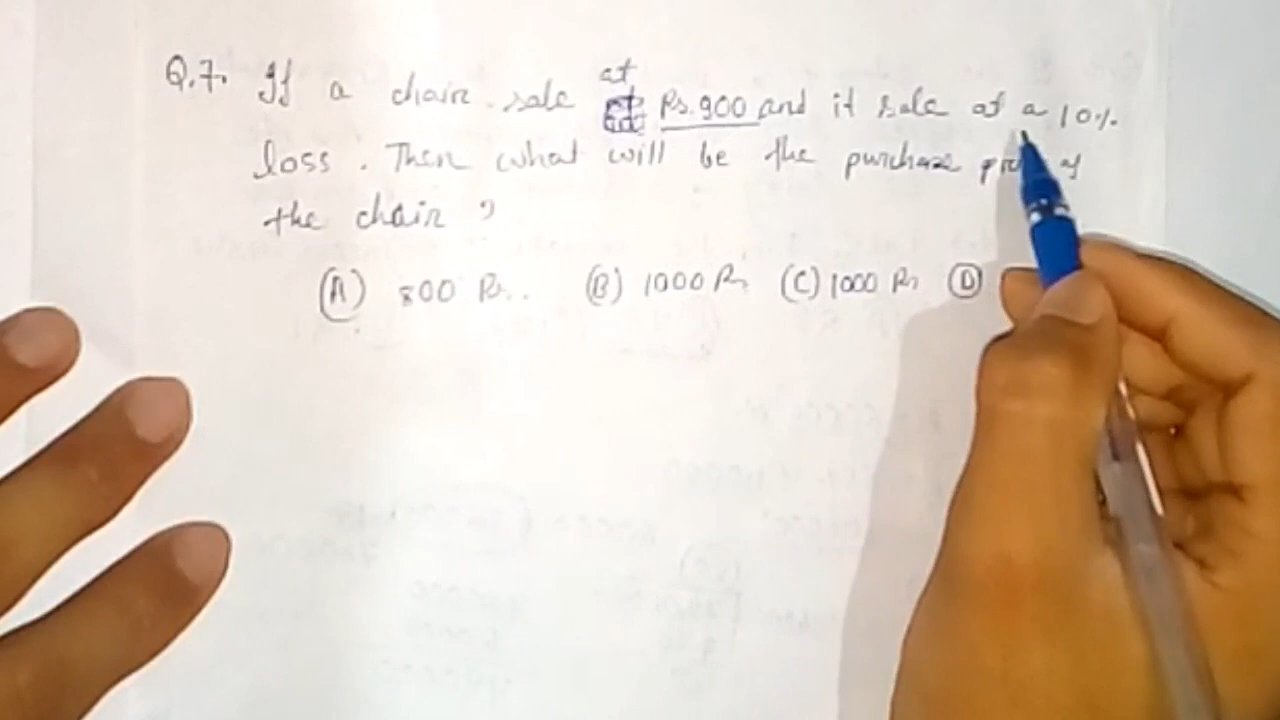 Q.7. If a chair sale at Rs.900 and it sale at a 10%
loss. Then what will be the purchase of
the chair ?
(A) 800 Rs.. (B) 1000 Rs (C) 1000 Rs (D)